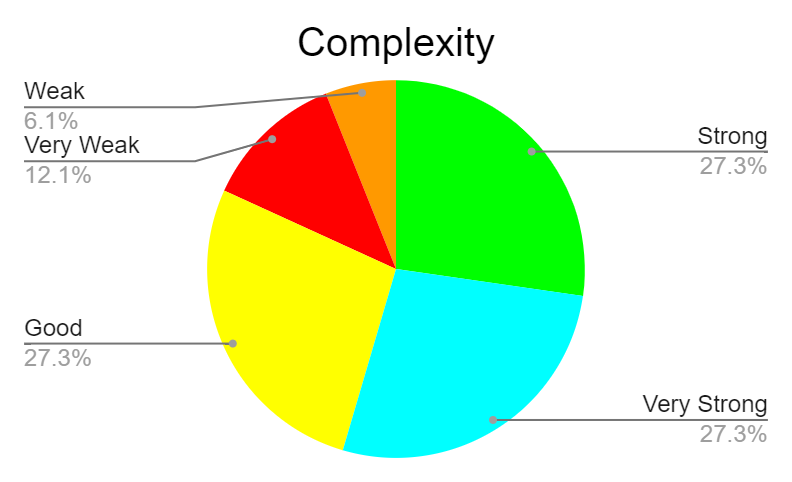 Complexity
Weak
6.1%
Very Weak
12.1%
Good
27.3%
Strong
27.3%
Very Strong
27.3%